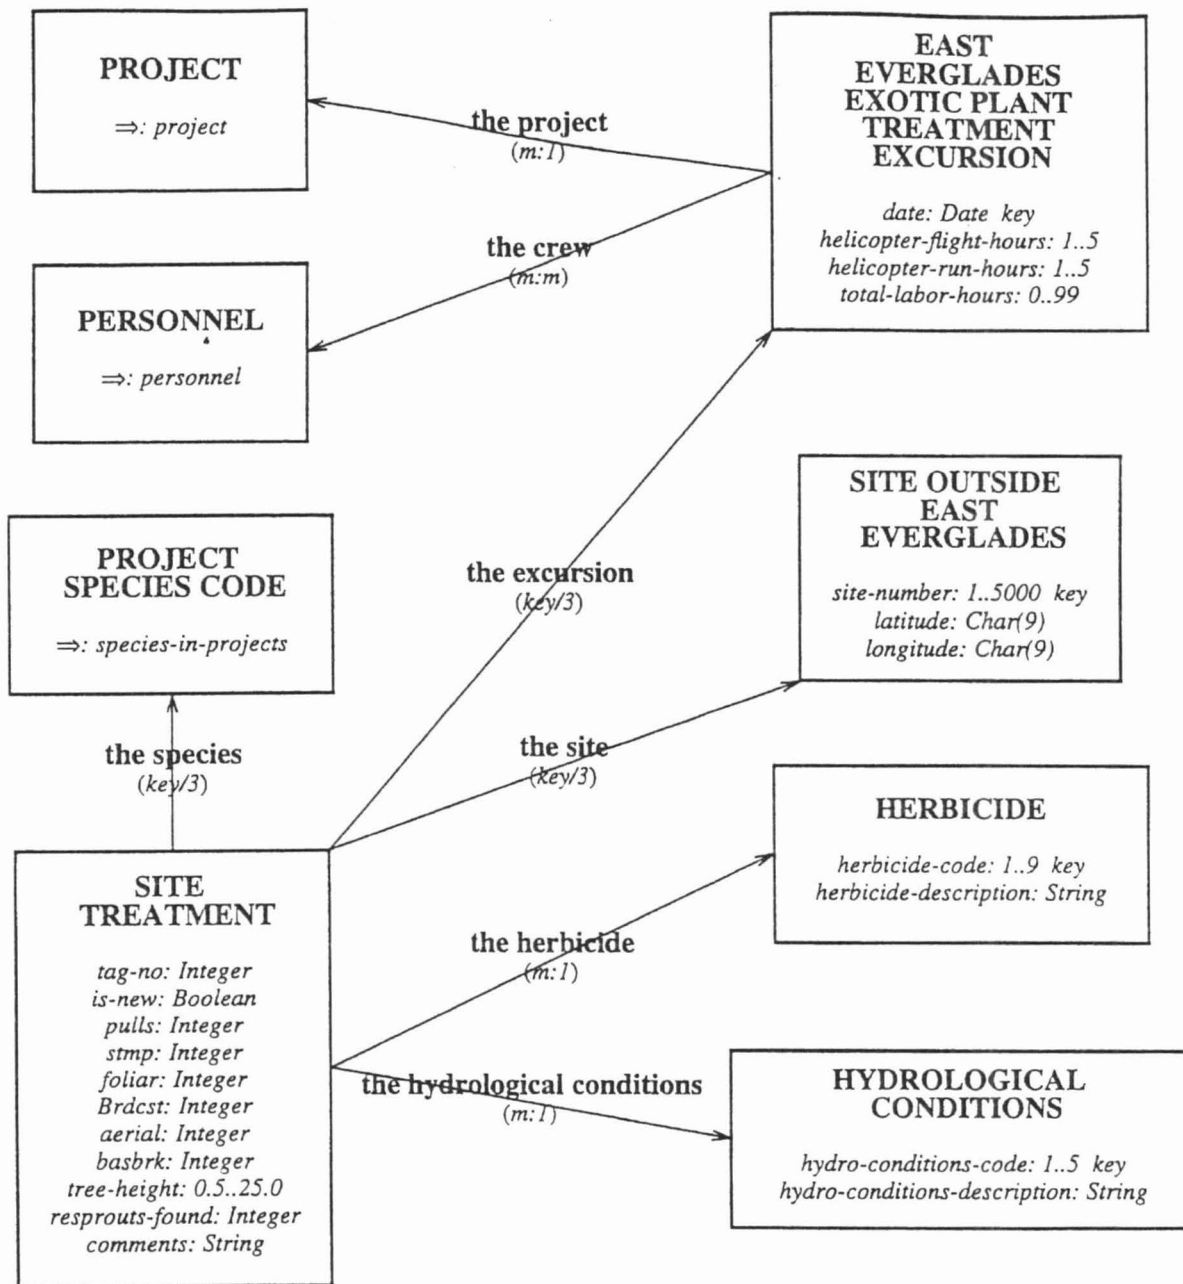 PROJECT
⇒: project
EAST
EVERGLADES
EXOTIC PLANT
TREATMENT
EXCURSION
date: Date key
helicopter-flight-hours: 1..5
helicopter-run-hours: 1..5
total-labor-hours: 0..99
the project
(m:1)
the crew
(m:m)
PERSONNEL
⇒: personnel
PROJECT
SPECIES CODE
⇒: species-in-projects
the excursion
(key/3)
SITE OUTSIDE
EAST
EVERGLADES
site-number: 1..5000 key
latitude: Char(9)
longitude: Char(9)
the species
(key/3)
the site
(key/3)
HERBICIDE
herbicide-code: 1..9 key
herbicide-description: String
SITE
TREATMENT
tag-no: Integer
is-new: Boolean
pulls: Integer
stmp: Integer
foliar: Integer
Brdcst: Integer
aerial: Integer
basbrk: Integer
tree-height: 0.5..25.0
resprouts-found: Integer
comments: String
the herbicide
(m:1)
the hydrological conditions
(m:1)
HYDROLOGICAL
CONDITIONS
hydro-conditions-code: 1..5 key
hydro-conditions-description: String